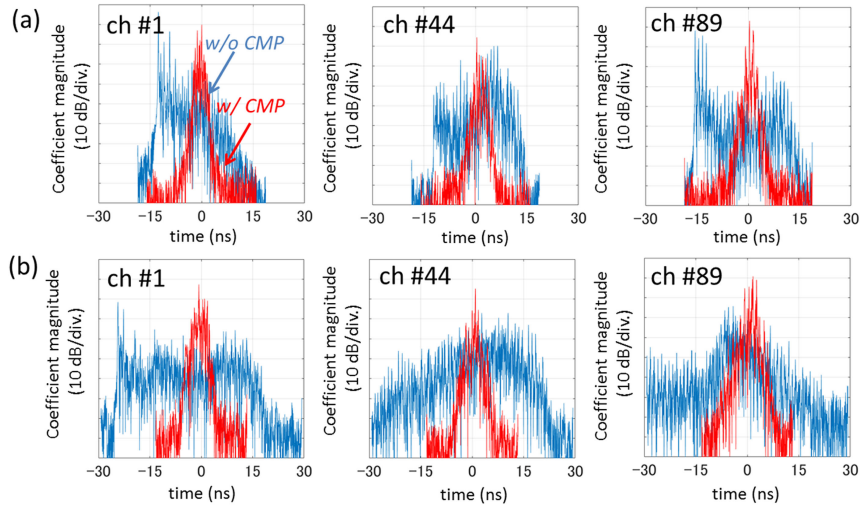 (a)
ch #1
ch #44
ch #89
w/o CMP
w/ CMP
Coefficient magnitude
(10 dB/div.)
Coefficient magnitude
(10 dB/div.)
Coefficient magnitude
(10 dB/div.)
−30 −15 0 15 30
−30 −15 0 15 30
−30 −15 0 15 30
time (ns)
time (ns)
time (ns)
(b)
ch #1
ch #44
ch #89
Coefficient magnitude
(10 dB/div.)
Coefficient magnitude
(10 dB/div.)
Coefficient magnitude
(10 dB/div.)
−30 −15 0 15 30
−30 −15 0 15 30
−30 −15 0 15 30
time (ns)
time (ns)
time (ns)